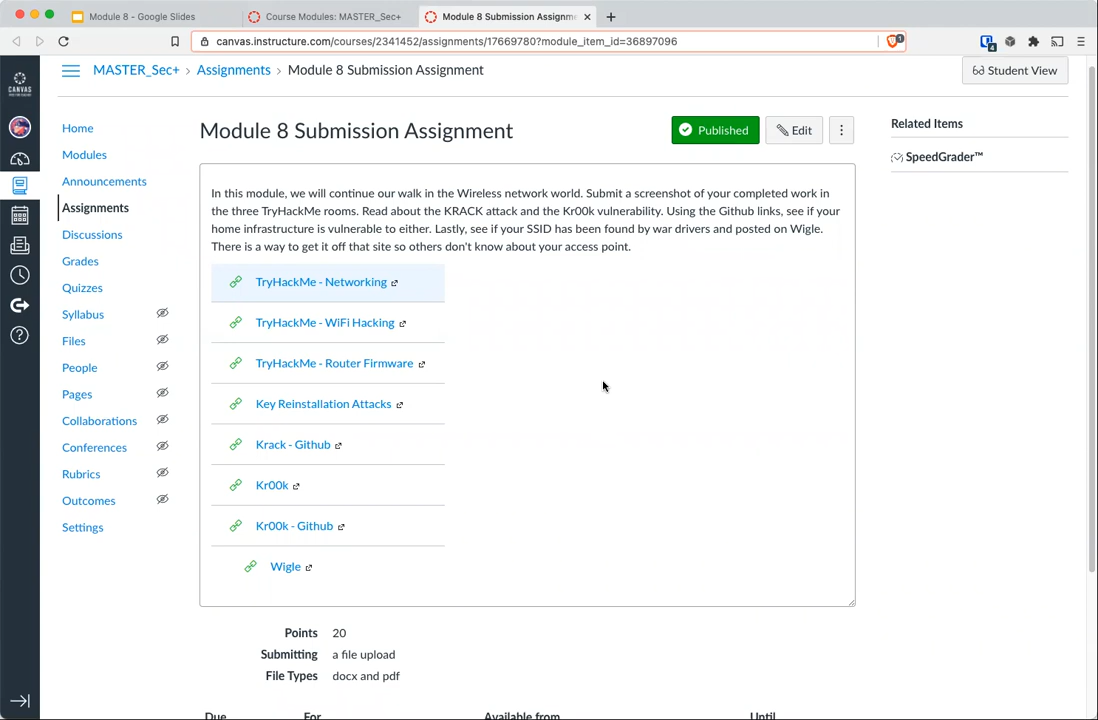 Module 8 - Google Slides
Course Modules: MASTER_Sec+
Module 8 Submission Assignm
canvas.instructure.com/courses/2341452/assignments/17669780?module_item_id=36897096
1
4
CANVAS
MASTER_Sec+ > Assignments > Module 8 Submission Assignment
Student View
Home
Modules
Announcements
Assignments
Discussions
Grades
Quizzes
Syllabus
Files
People
Pages
Collaborations
Conferences
Rubrics
Outcomes
Settings
Module 8 Submission Assignment
Published
Edit
In this module, we will continue our walk in the Wireless network world. Submit a screenshot of your completed work in
the three TryHackMe rooms. Read about the KRACK attack and the Kr00k vulnerability. Using the Github links, see if your
home infrastructure is vulnerable to either. Lastly, see if your SSID has been found by war drivers and posted on Wigle.
There is a way to get it off that site so others don't know about your access point.
TryHackMe - Networking
TryHackMe - WiFi Hacking
TryHackMe - Router Firmware
Key Reinstallation Attacks
Krack - Github
Kr00k
Kr00k - Github
Wigle
Points 20
Submitting a file upload
File Types docx and pdf
Due For Available from Until
Related Items
SpeedGrader™